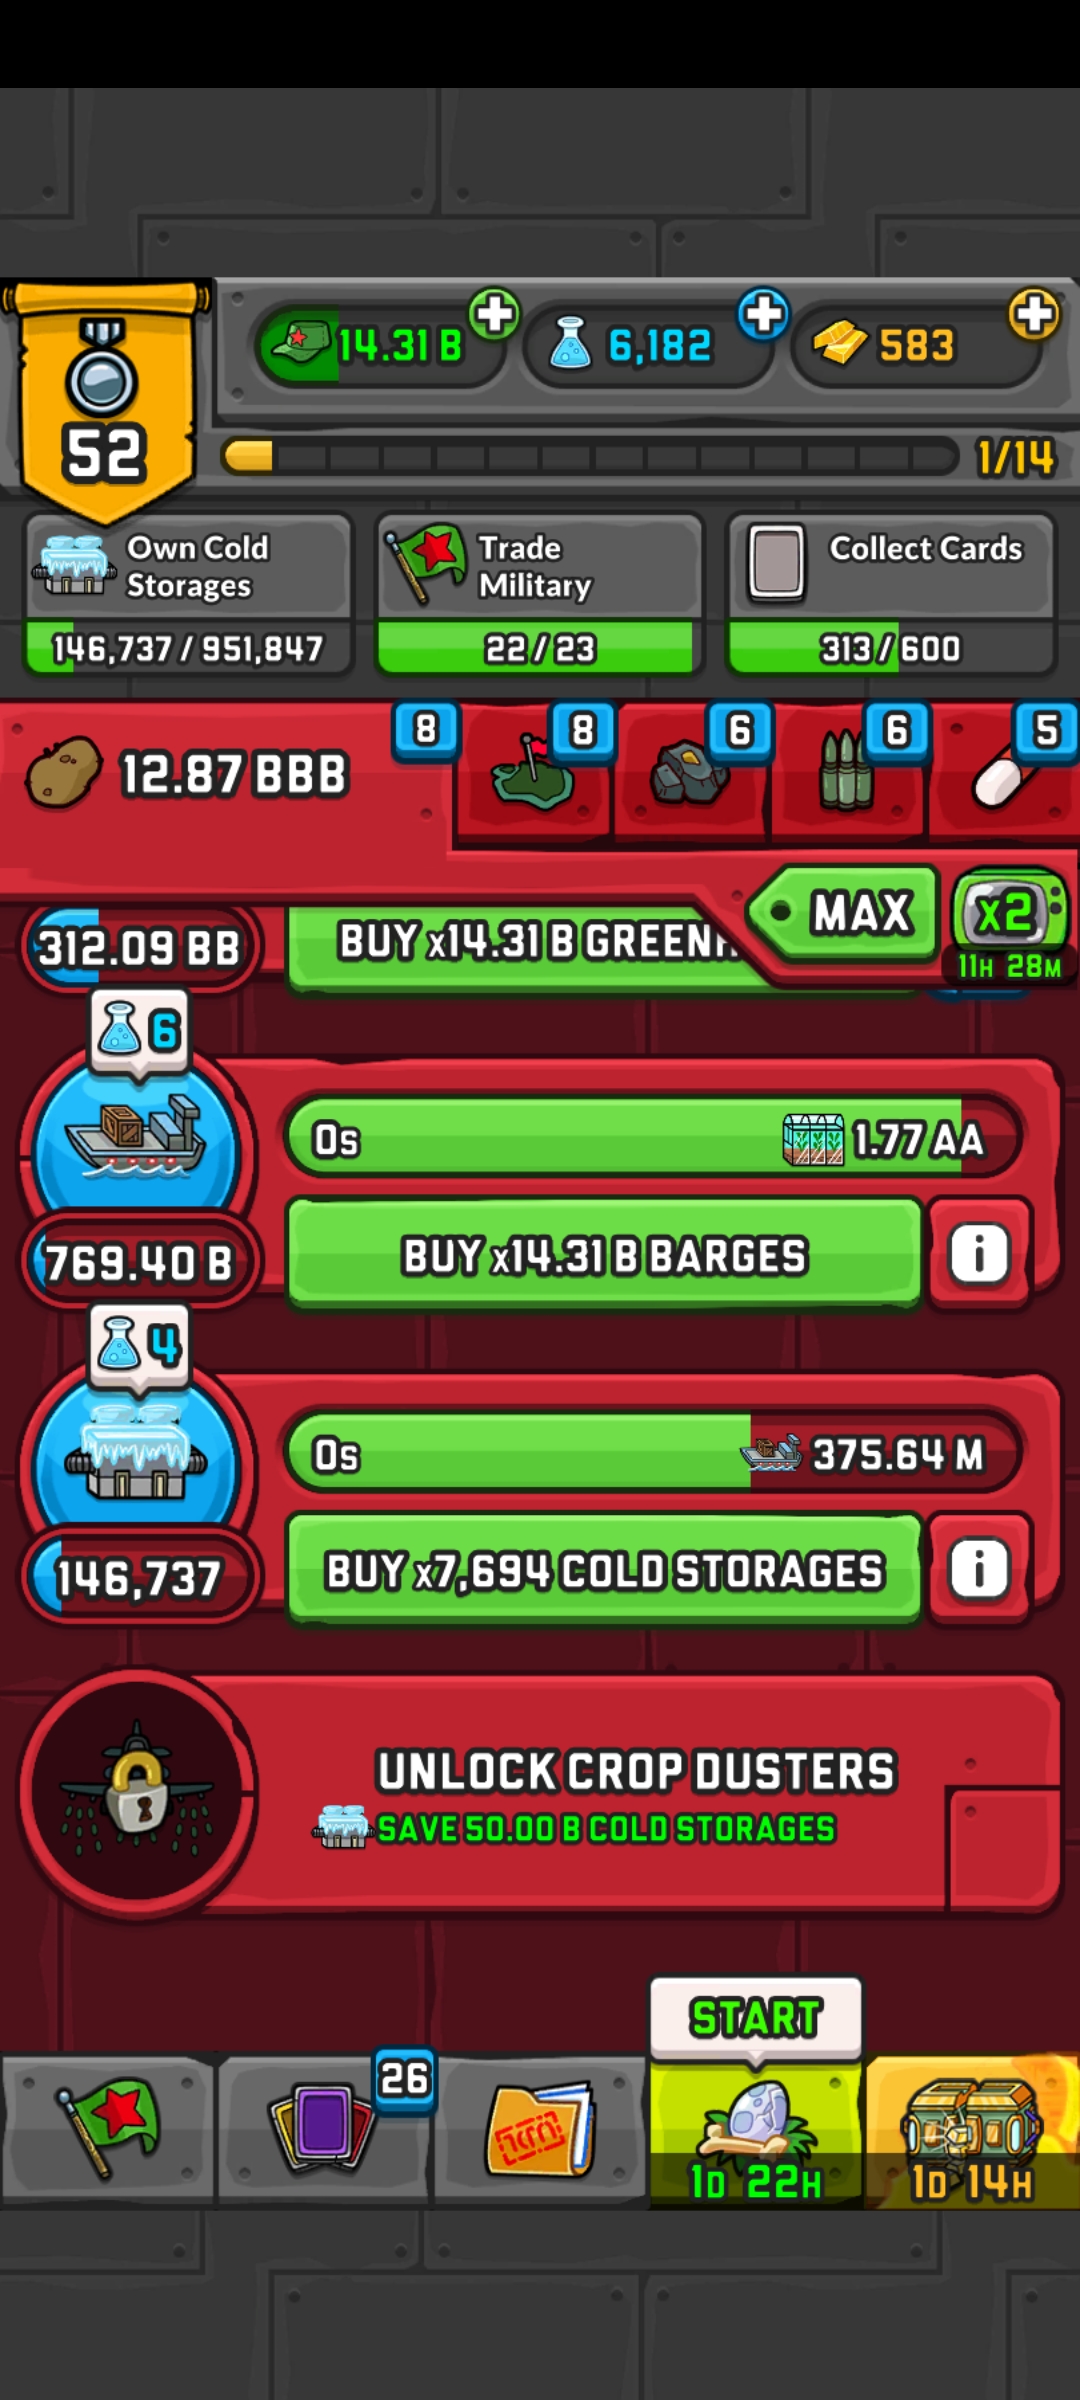 14.31 B
6,182
583
52
1/14
Own Cold
Storages
146,737 / 951,847
Trade
Military
22/23
Collect Cards
313/600
12.87 BBB
8
8
6
6
5
MAX
x2
11H 28M
312.09 BB
BUY x14.31 B
6
0s
1.77 AA
769.40 B
BUY x14.31 B BARGES
i
4
0s
375.64 M
146,737
BUY x7,694 COLD STORAGES
i
UNLOCK CROP DUSTERS
SAVE 50.00 B COLD STORAGES
START
26
1D 22H
1D 14H